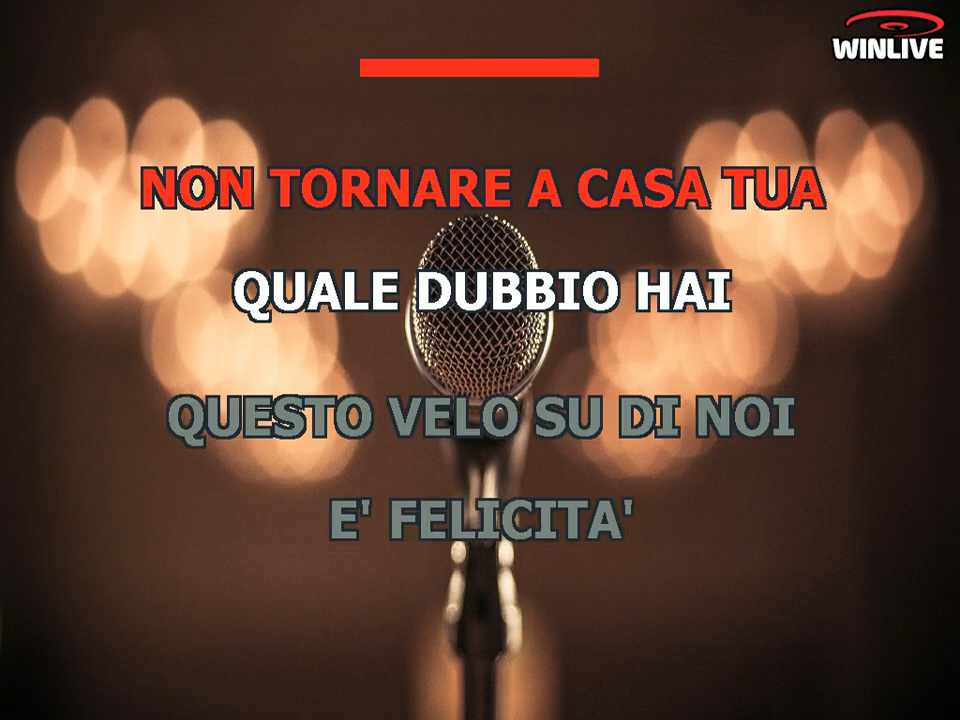 WINLIVE
NON TORNARE A CASA TUA
QUALE DUBBIO HAI
QUESTO VELO SU DI NOI
E' FELICITA'